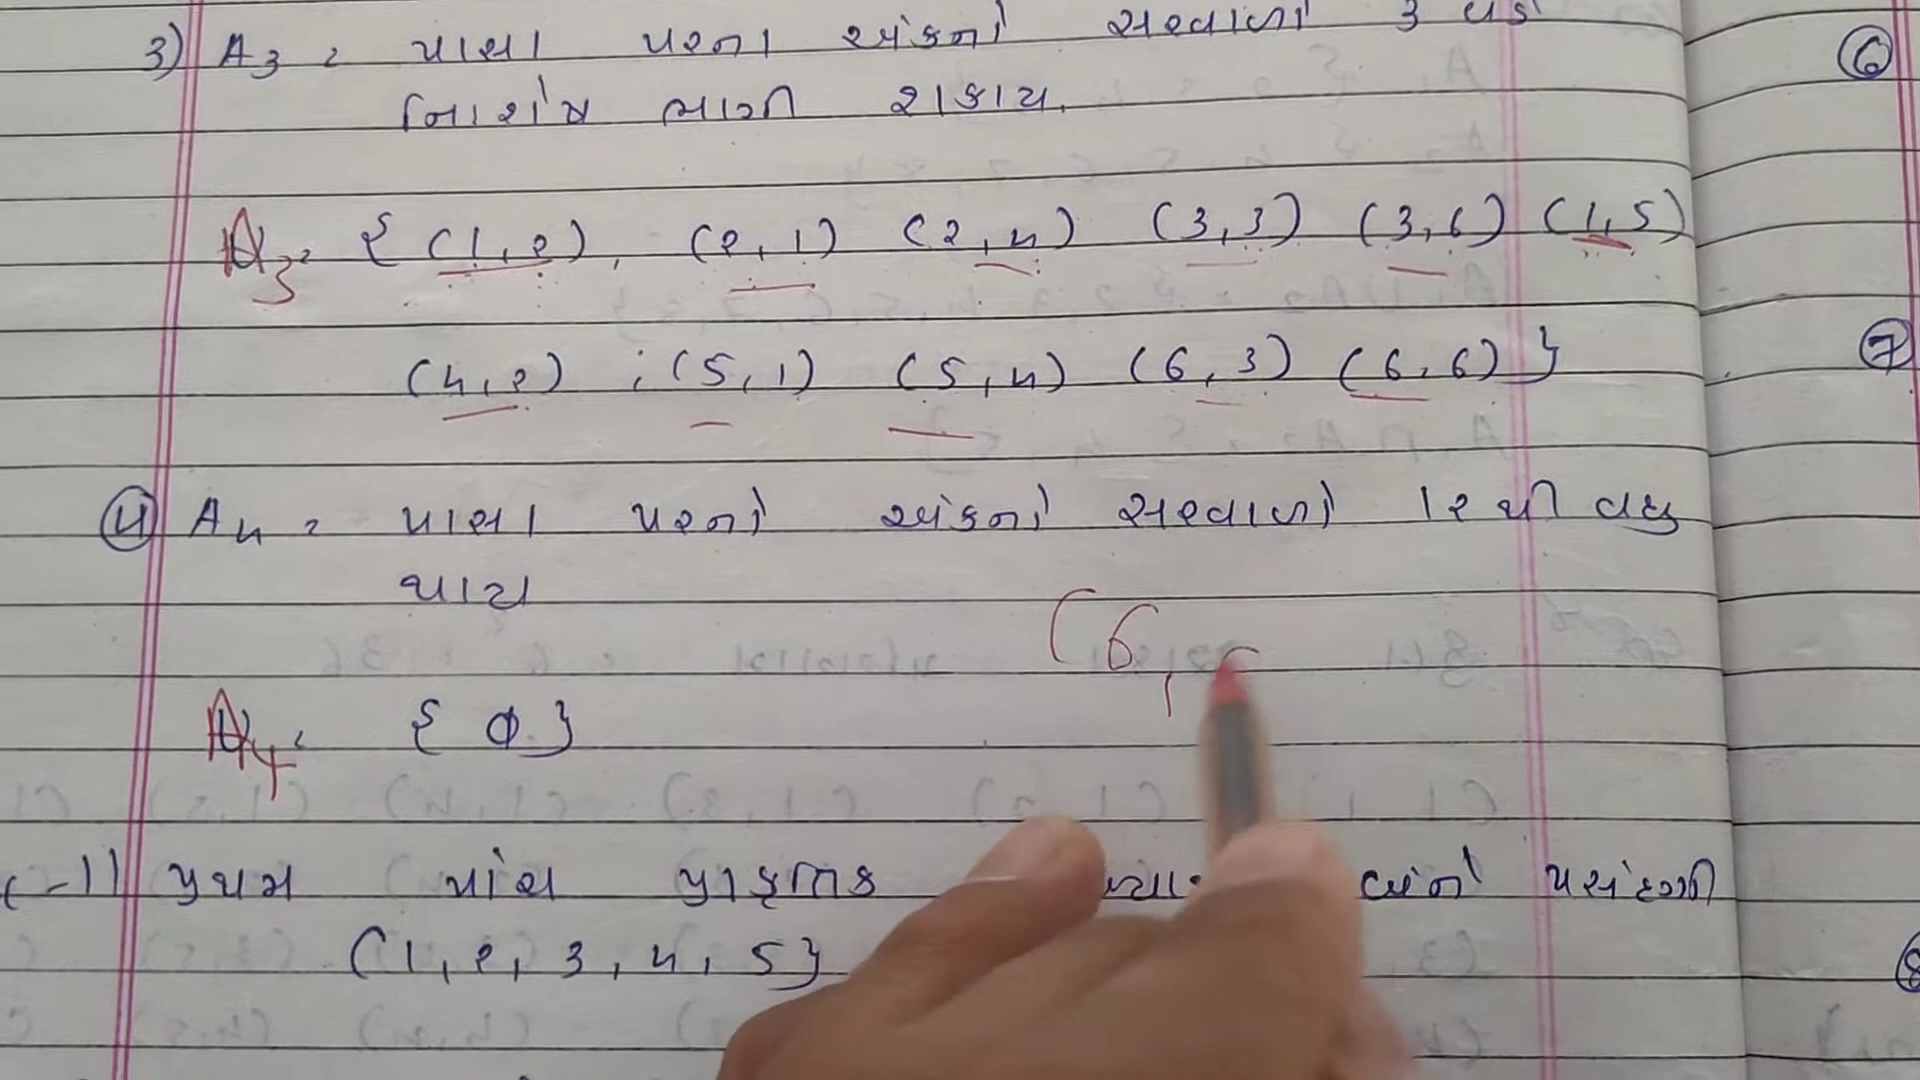 3) A3 = પાસા પરના અંકનો સરવાળો 3 વડે
નિઃશેષ ભાગી શકાય.
A3 = { (1,2), (2,1) (2,4) (3,3) (3,6) (1,5)
(4,2), (5,1) (5,4) (6,3) (6,6) }
4 A4 = પાસા પરનો અંકનો સરવાળો 12 થી વધુ
થાય
(6,
A4 = { Φ }
(-1) પ્રથમ પાંચ પ્રાકૃતિક
{1, 2, 3, 4, 5}
6
7
8